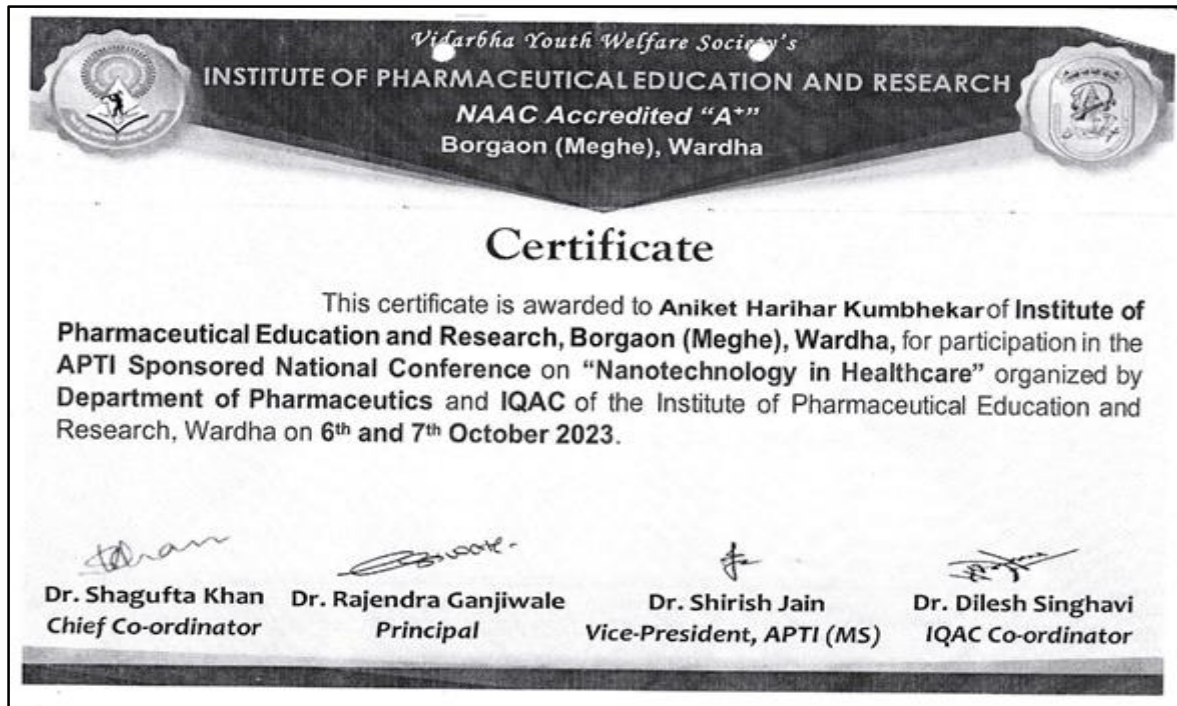 Vidarbha Youth Welfare Society's
INSTITUTE OF PHARMACEUTICAL EDUCATION AND RESEARCH
NAAC Accredited "A+"
Borgaon (Meghe), Wardha
Certificate
This certificate is awarded to Aniket Harihar Kumbhekar of Institute of
Pharmaceutical Education and Research, Borgaon (Meghe), Wardha, for participation in the
APTI Sponsored National Conference on "Nanotechnology in Healthcare" organized by
Department of Pharmaceutics and IQAC of the Institute of Pharmaceutical Education and
Research, Wardha on 6th and 7th October 2023.
Dr. Shagufta Khan
Chief Co-ordinator
Dr. Rajendra Ganjiwale
Principal
Dr. Shirish Jain
Vice-President, APTI (MS)
Dr. Dilesh Singhavi
IQAC Co-ordinator